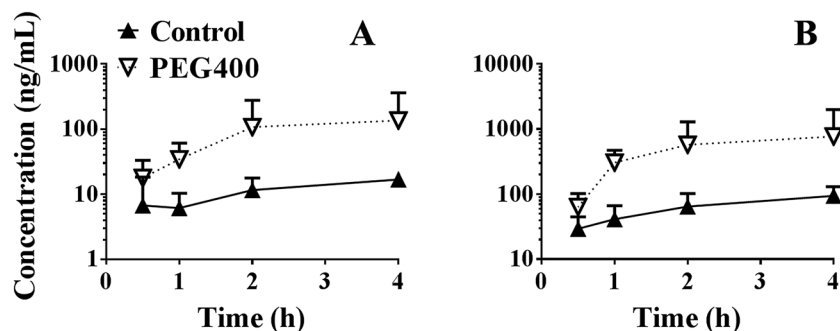 Control
PEG400
A
B
Concentration (ng/mL)
1000
100
10
1
0 1 2 3 4
Time (h)
10000
1000
100
10
0 1 2 3 4
Time (h)